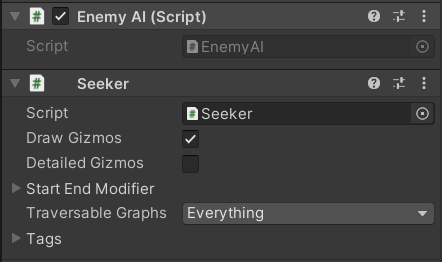 Enemy AI (Script)
Script EnemyAI
Seeker
Script Seeker
Draw Gizmos
Detailed Gizmos
Start End Modifier
Traversable Graphs Everything
Tags